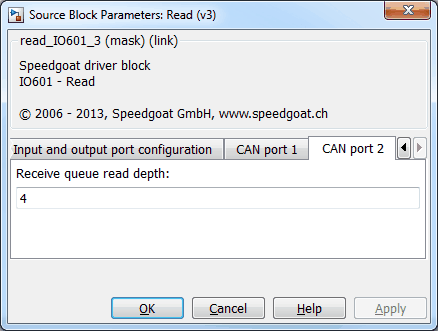 Source Block Parameters: Read (v3)
read_IO601_3 (mask) (link)
Speedgoat driver block
IO601 - Read
© 2006 - 2013, Speedgoat GmbH, www.speedgoat.ch
Input and output port configuration CAN port 1 CAN port 2
Receive queue read depth:
4
OK Cancel Help Apply